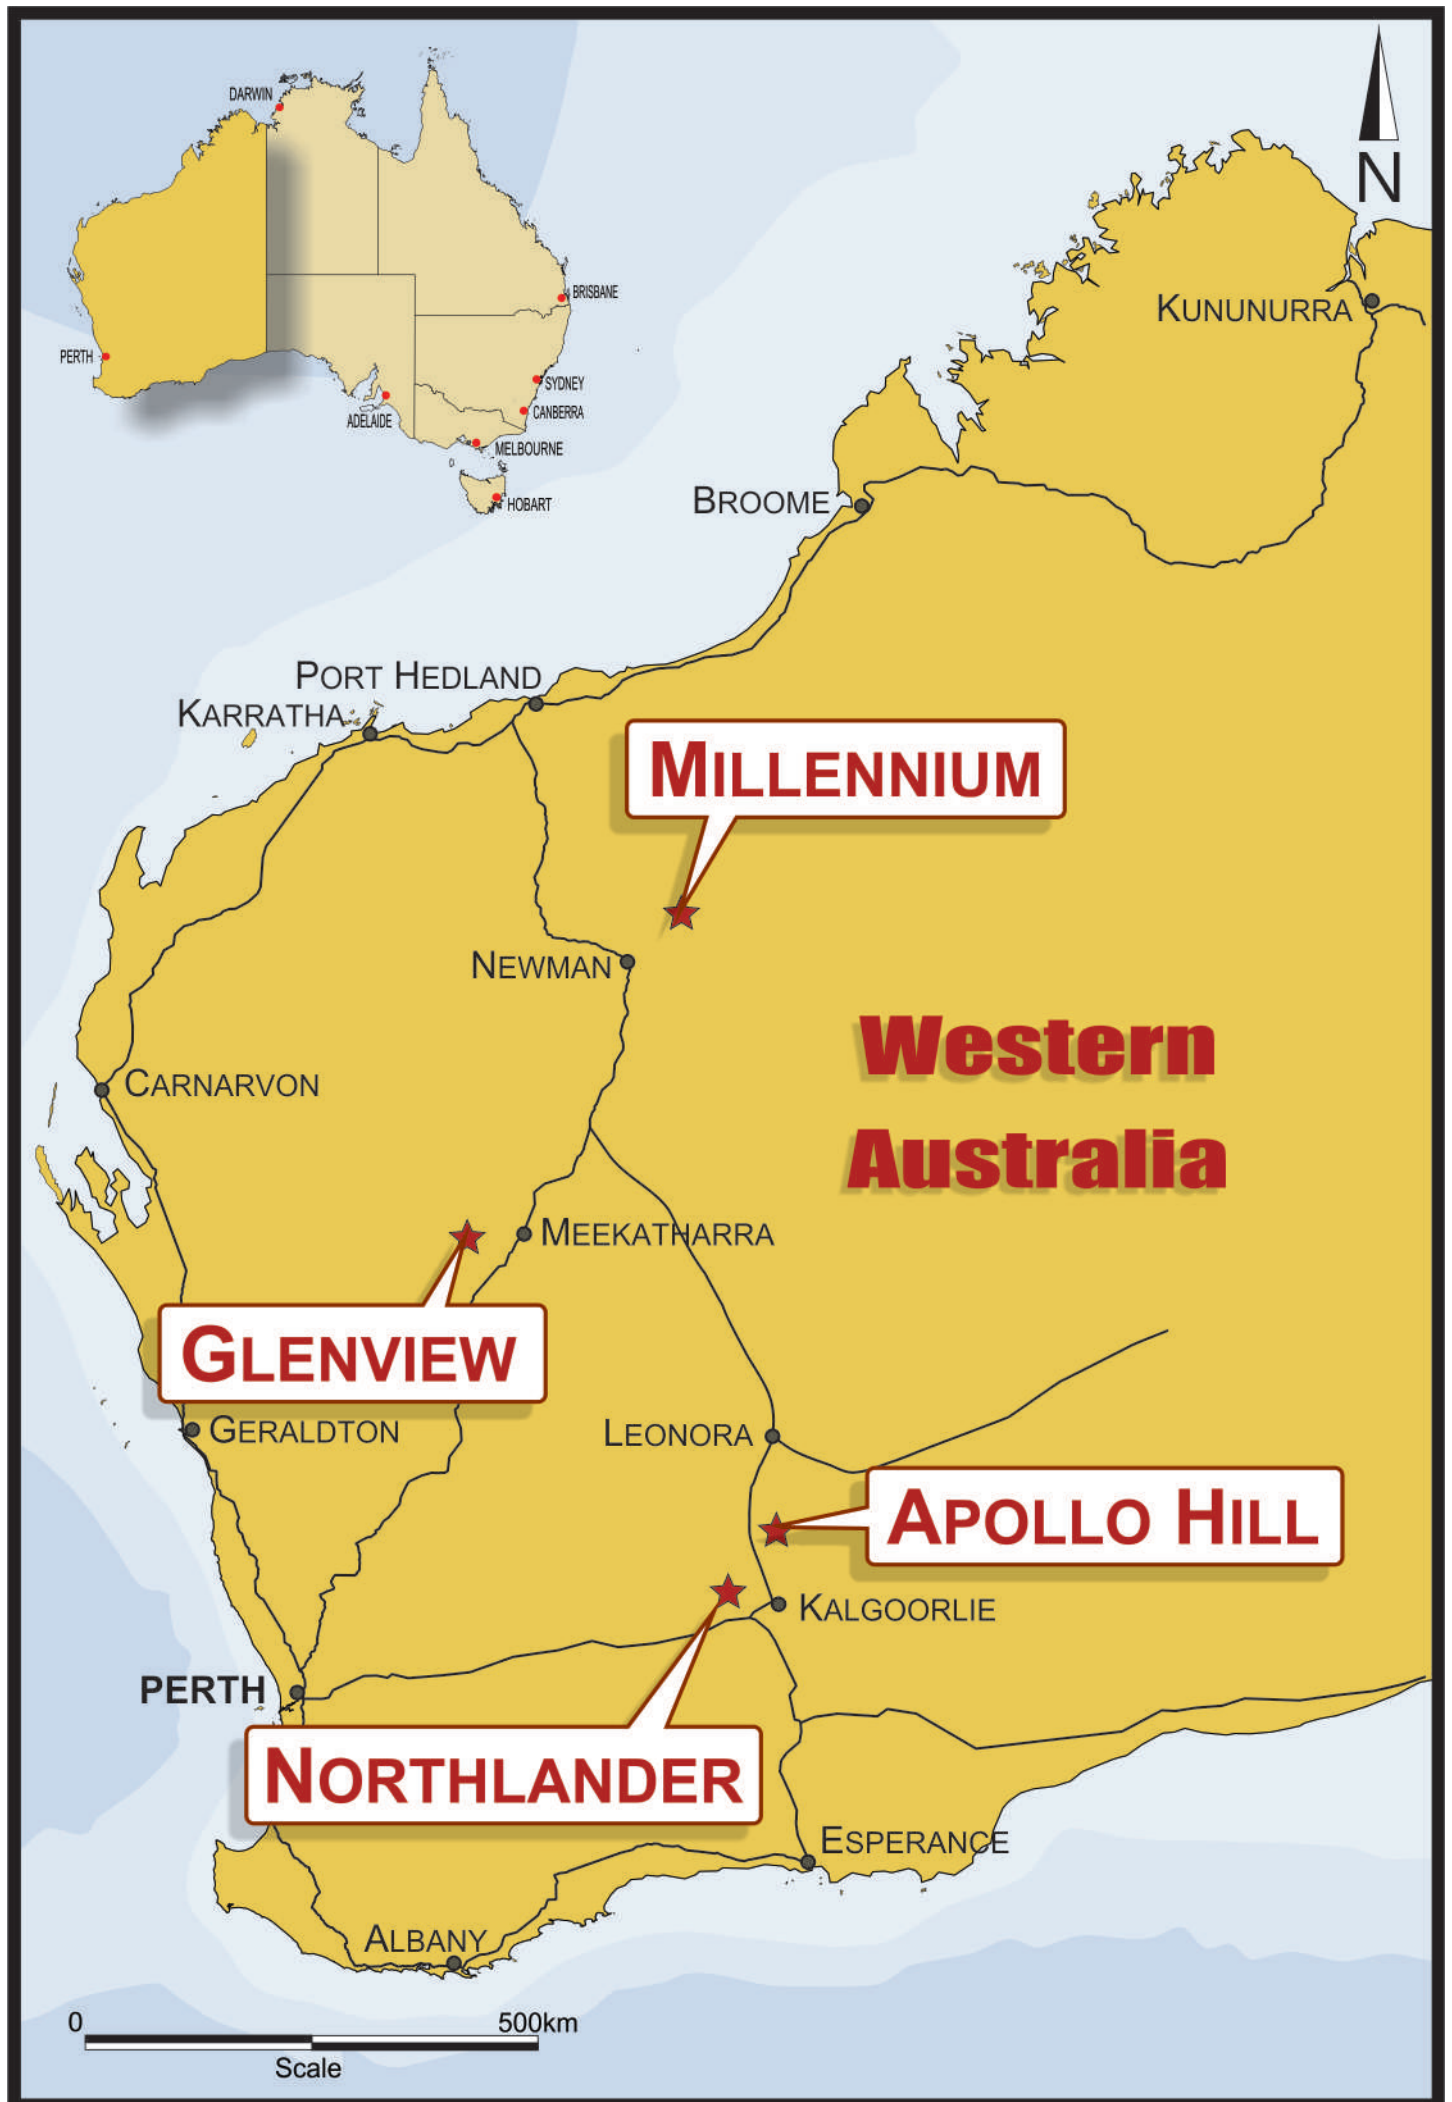 N
DARWIN
BRISBANE
PERTH
SYDNEY
CANBERRA
ADELAIDE
MELBOURNE
HOBART
KUNUNURRA
BROOME
PORT HEDLAND
KARRATHA
MILLENNIUM
NEWMAN
Western
Australia
CARNARVON
MEEKATHARRA
GLENVIEW
GERALDTON
LEONORA
APOLLO HILL
KALGOORLIE
PERTH
NORTHLANDER
ESPERANCE
ALBANY
0 500km
Scale